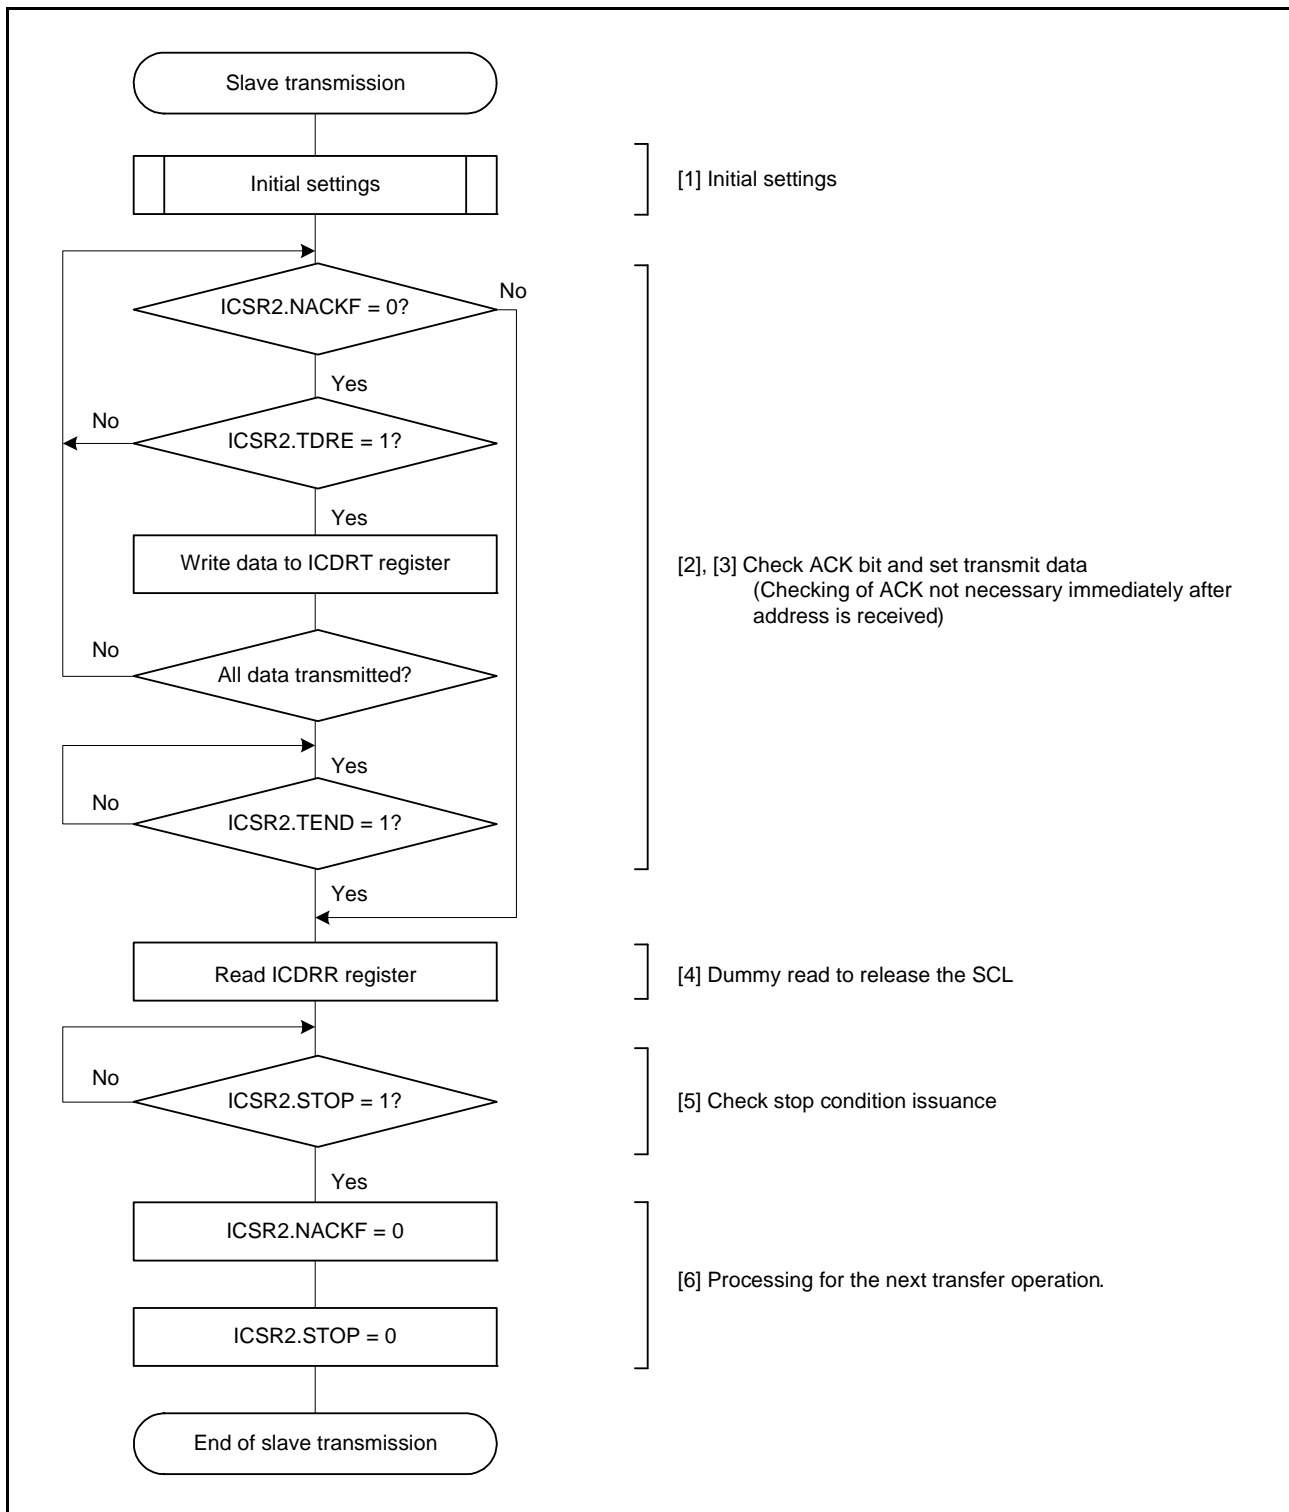 Slave transmission
Initial settings
[1] Initial settings
ICSR2.NACKF = 0?
No
Yes
No
ICSR2.TDRE = 1?
Yes
Write data to ICDRT register
[2], [3] Check ACK bit and set transmit data
(Checking of ACK not necessary immediately after
address is received)
No
All data transmitted?
Yes
No
ICSR2.TEND = 1?
Yes
Read ICDRR register
[4] Dummy read to release the SCL
No
ICSR2.STOP = 1?
[5] Check stop condition issuance
Yes
ICSR2.NACKF = 0
[6] Processing for the next transfer operation.
ICSR2.STOP = 0
End of slave transmission